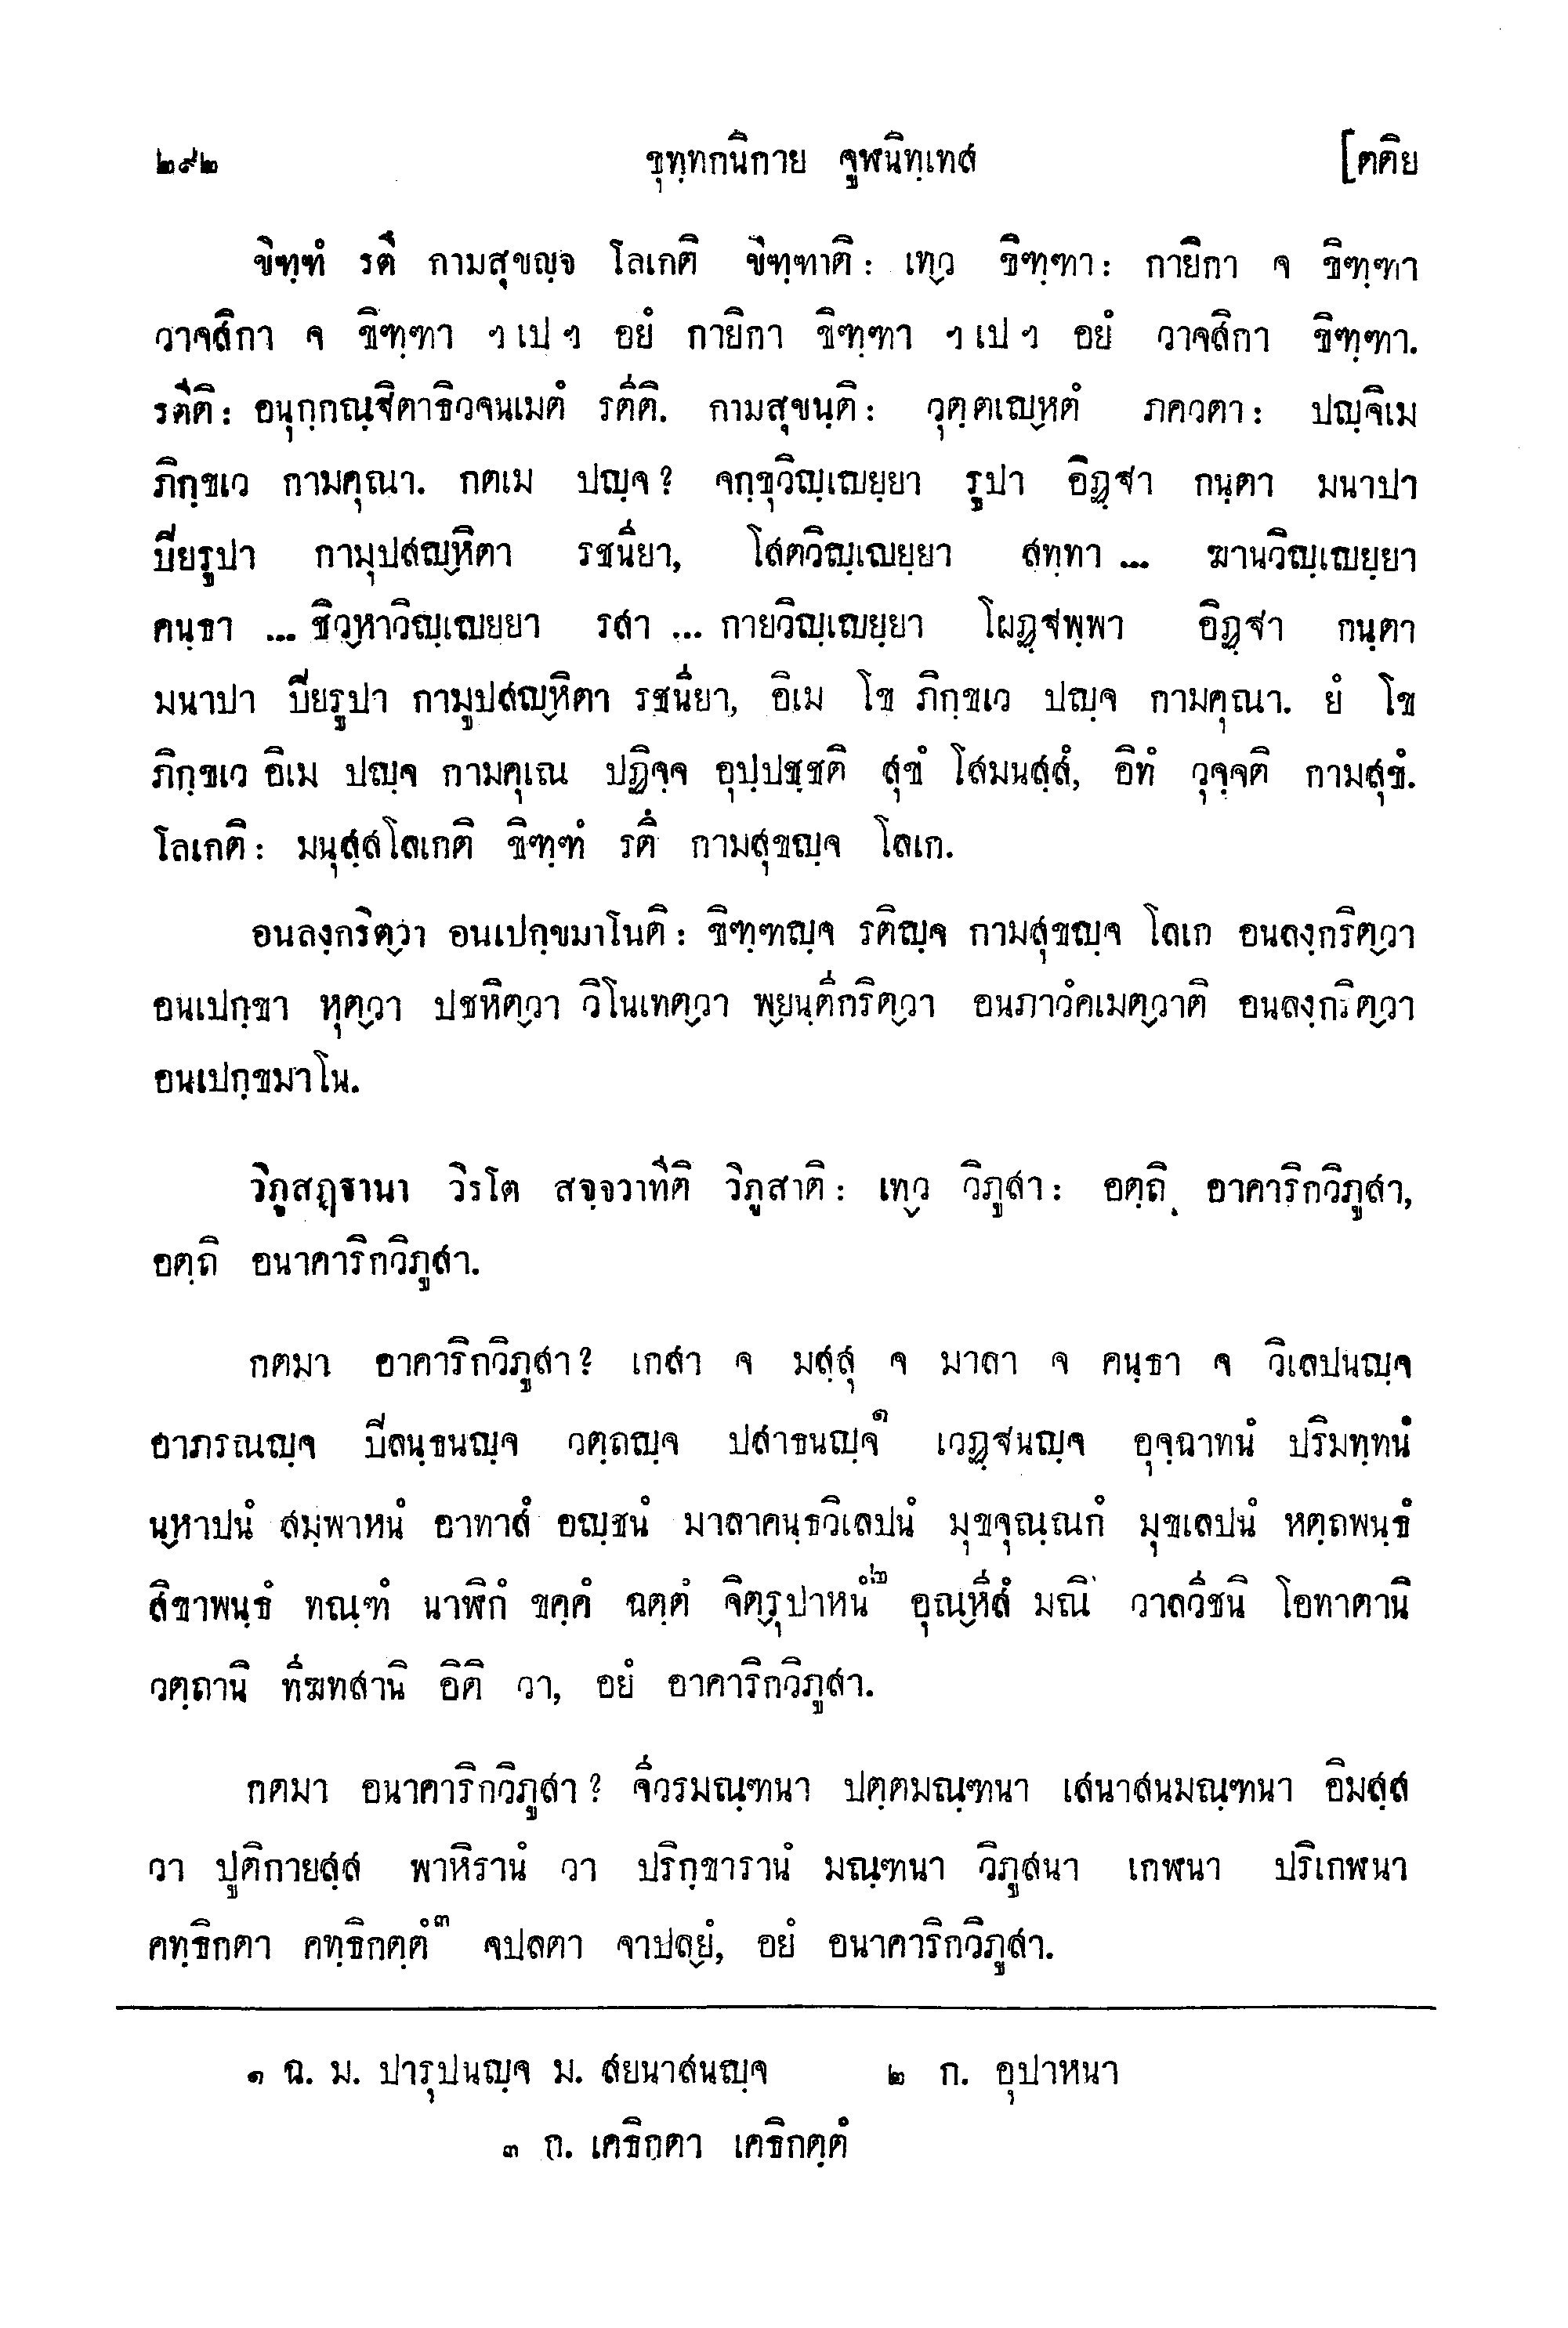 ๒๙๒ ขุทฺทกนิกาย จูฬนิทฺเทส [ตติย
ขิฑฺฑํ รตึ กามสุขญฺจ โลเกติ ขิฑฺฑาติ: เทฺว ขิฑฺฑา: กายิกา จ ขิฑฺฑา
วาจสิกา จ ขิฑฺฑา ฯ เป ฯ อยํ กายิกา ขิฑฺฑา ฯ เป ฯ อยํ วาจสิกา ขิฑฺฑา.
รตีติ: อนุกฺกณฺฐิตาธิวจนเมตํ รตีติ. กามสุขนฺติ: วุตฺตเญฺหตํ ภควตา: ปญฺจิเม
ภิกฺขเว กามคุณา. กตเม ปญฺจ? จกฺขุวิญฺเญยฺยา รูปา อิฏฺฐา กนฺตา มนาปา
ปิยรูปา กามุปสญฺหิตา รชนียา, โสตวิญฺเญยฺยา สทฺทา ... ฆานวิญฺเญยฺยา
คนฺธา ... ชิวฺหาวิญฺเญยฺยา รสา ... กายวิญฺเญยฺยา โผฏฺฐพฺพา อิฏฺฐา กนฺตา
มนาปา ปิยรูปา กามูปสญฺหิตา รชนียา, อิเม โข ภิกฺขเว ปญฺจ กามคุณา. ยํ โข
ภิกฺขเว อิเม ปญฺจ กามคุเณ ปฏิจฺจ อุปฺปชฺชติ สุขํ โสมนสฺสํ, อิทํ วุจฺจติ กามสุขํ.
โลเกติ: มนุสฺสโลเกติ ขิฑฺฑํ รตึ กามสุขญฺจ โลเก.
อนลงฺกริตฺวา อนเปกฺขมาโนติ: ขิฑฺฑญฺจ รติญฺจ กามสุขญฺจ โลเก อนลงฺกริตฺวา
อนเปกฺขา หุตฺวา ปชหิตฺวา วิโนเทตฺวา พฺยนฺตีกริตฺวา อนภาวํคเมตฺวาติ อนลงฺกริตฺวา
อนเปกฺขมาโน.
วิภูสฏฺฐานา วิรโต สจฺจวาทีติ วิภูสาติ: เทฺว วิภูสา: อตฺถิ อาคาริกวิภูสา,
อตฺถิ อนาคาริกวิภูสา.
กตมา อาคาริกวิภูสา? เกสา จ มสฺสุ จ มาลา จ คนฺธา จ วิเลปนญฺจ
อาภรณญฺจ ปิลนฺธนญฺจ วตฺถญฺจ ปสาธนญฺจ๑ เวฏฺฐนญฺจ อุจฺฉาทนํ ปริมทฺทนํ
นฺหาปนํ สมฺพาหนํ อาทาสํ อญฺชนํ มาลาคนฺธวิเลปนํ มุขจุณฺณกํ มุขเลปนํ หตฺถพนฺธํ
สิขาพนฺธํ ทณฺฑํ นาฬิกํ ขคฺคํ ฉตฺตํ จิตฺรุปาหนํ๒ อุณฺหีสํ มณึ วาลวีชนึ โอทาตานิ
วตฺถานิ ทีฆทสานิ อิติ วา, อยํ อาคาริกวิภูสา.
กตมา อนาคาริกวิภูสา? จีวรมณฺฑนา ปตฺตมณฺฑนา เสนาสนมณฺฑนา อิมสฺส
วา ปูติกายสฺส พาหิรานํ วา ปริกฺขารานํ มณฺฑนา วิภูสนา เกฬนา ปริเกฬนา
คทฺธิกตา คทฺธิกตฺตํ๓ จปลตา จาปลฺยํ, อยํ อนาคาริกวิภูสา.
๑ ฉ. ม. ปารุปนญฺจ ม. สยนาสนญฺจ ๒ ก. อุปาหนา
๓ ก. เคธิกตา เคธิกตฺตํ